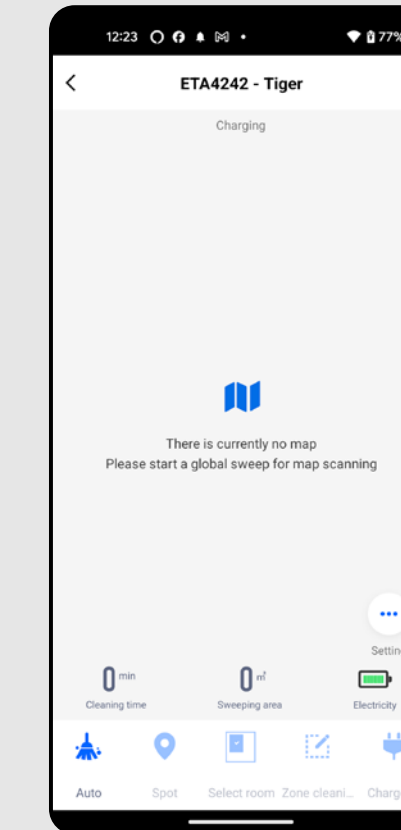 12:23 77%
ETA4242 - Tiger
Charging
There is currently no map
Please start a global sweep for map scanning
Settin
0 min 0 ㎡
Cleaning time Sweeping area Electricity
Auto Spot Select room Zone cleani... Charg